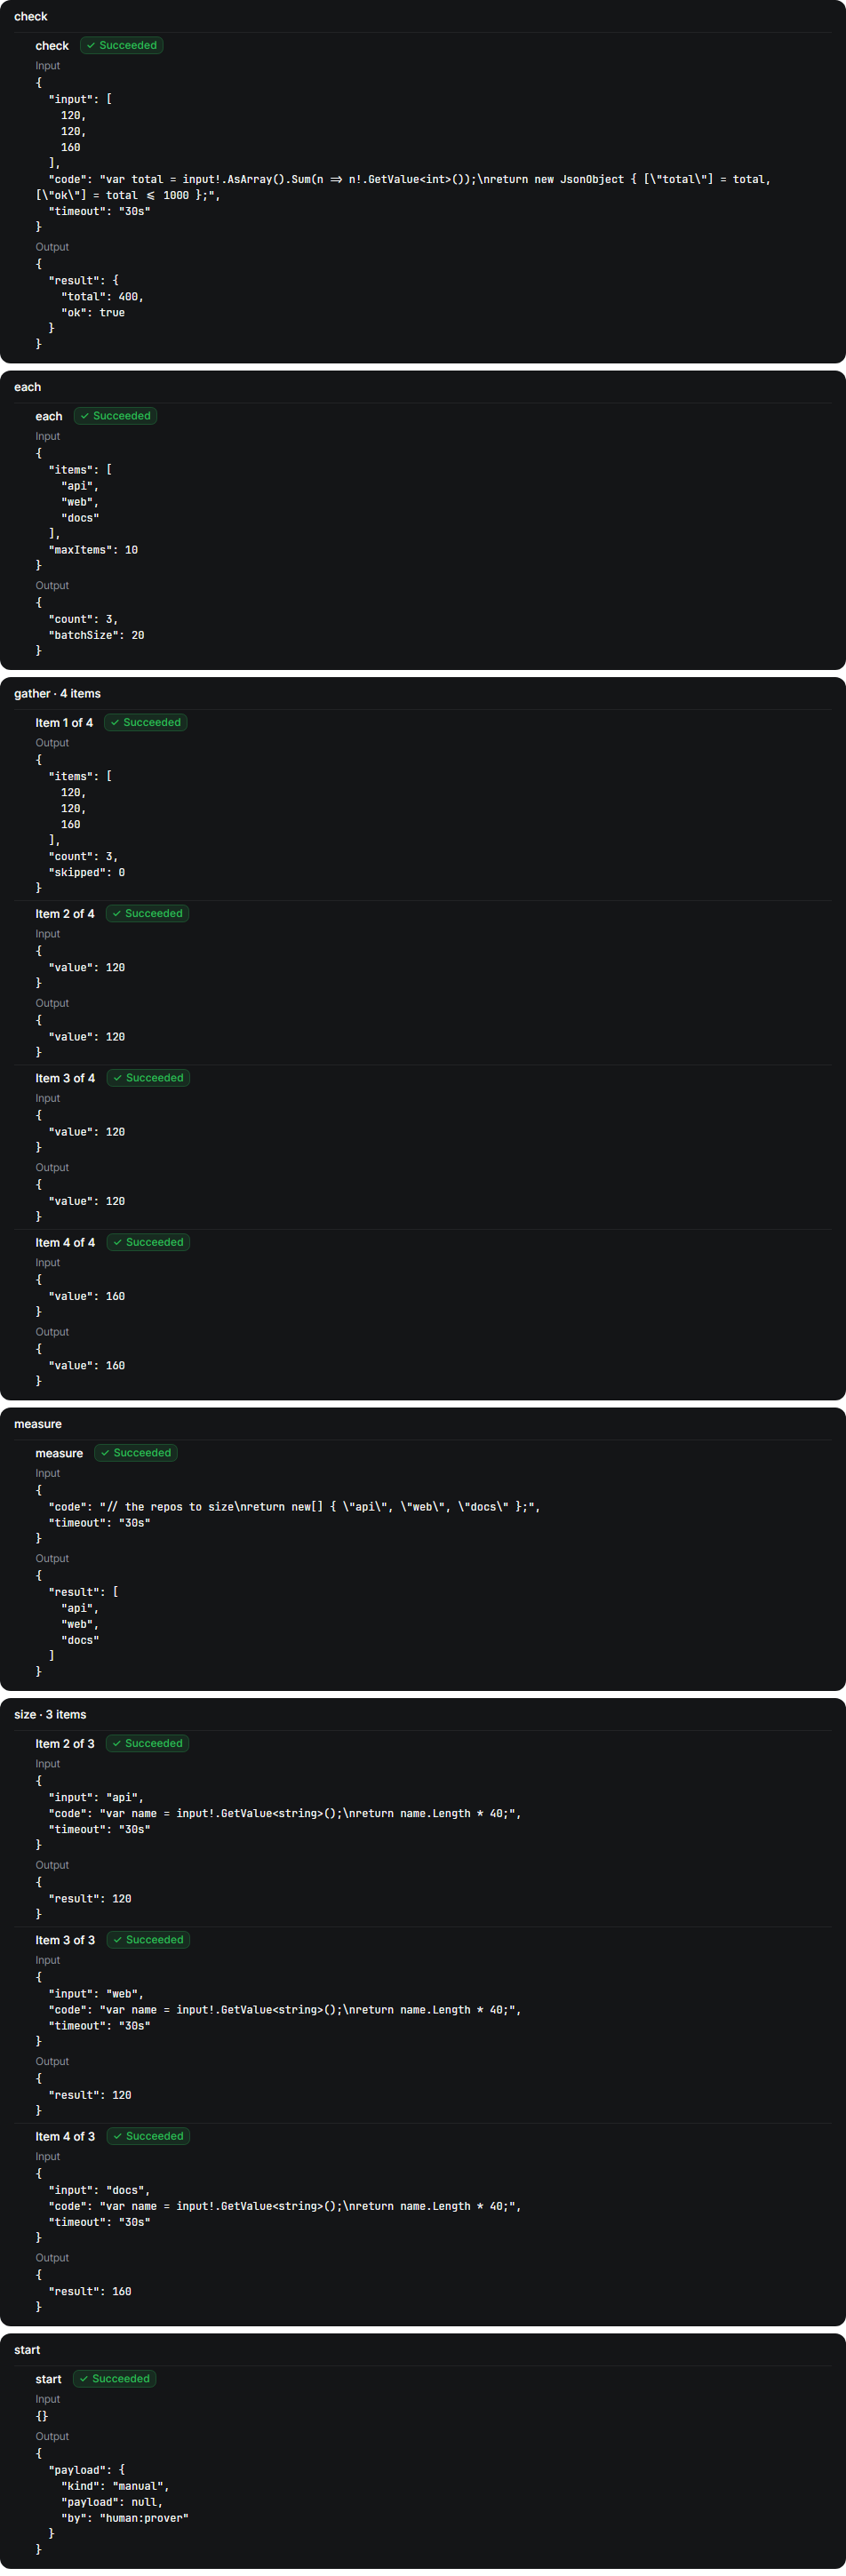 check
check ✓ Succeeded
Input
{
  "input": [
    120,
    120,
    160
  ],
  "code": "var total = input!.AsArray().Sum(n => n!.GetValue<int>());\nreturn new JsonObject { [\"total\"] = total,
[\"ok\"] = total <= 1000 };",
  "timeout": "30s"
}
Output
{
  "result": {
    "total": 400,
    "ok": true
  }
}
each
each ✓ Succeeded
Input
{
  "items": [
    "api",
    "web",
    "docs"
  ],
  "maxItems": 10
}
Output
{
  "count": 3,
  "batchSize": 20
}
gather · 4 items
Item 1 of 4 ✓ Succeeded
Output
{
  "items": [
    120,
    120,
    160
  ],
  "count": 3,
  "skipped": 0
}
Item 2 of 4 ✓ Succeeded
Input
{
  "value": 120
}
Output
{
  "value": 120
}
Item 3 of 4 ✓ Succeeded
Input
{
  "value": 120
}
Output
{
  "value": 120
}
Item 4 of 4 ✓ Succeeded
Input
{
  "value": 160
}
Output
{
  "value": 160
}
measure
measure ✓ Succeeded
Input
{
  "code": "// the repos to size\nreturn new[] { \"api\", \"web\", \"docs\" };",
  "timeout": "30s"
}
Output
{
  "result": [
    "api",
    "web",
    "docs"
  ]
}
size · 3 items
Item 2 of 3 ✓ Succeeded
Input
{
  "input": "api",
  "code": "var name = input!.GetValue<string>();\nreturn name.Length * 40;",
  "timeout": "30s"
}
Output
{
  "result": 120
}
Item 3 of 3 ✓ Succeeded
Input
{
  "input": "web",
  "code": "var name = input!.GetValue<string>();\nreturn name.Length * 40;",
  "timeout": "30s"
}
Output
{
  "result": 120
}
Item 4 of 3 ✓ Succeeded
Input
{
  "input": "docs",
  "code": "var name = input!.GetValue<string>();\nreturn name.Length * 40;",
  "timeout": "30s"
}
Output
{
  "result": 160
}
start
start ✓ Succeeded
Input
{}
Output
{
  "payload": {
    "kind": "manual",
    "payload": null,
    "by": "human:prover"
  }
}